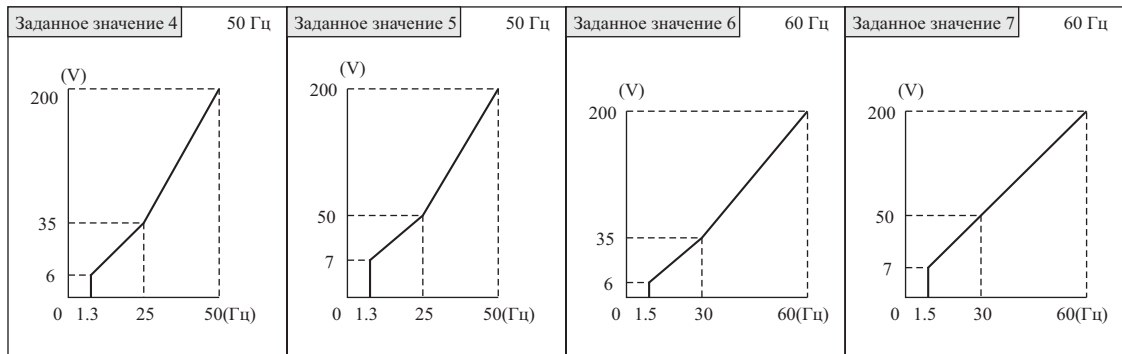 Заданное значение 4 50 Гц
(V)
200
35
6
0 1.3 25 50(Гц)
Заданное значение 5 50 Гц
(V)
200
50
7
0 1.3 25 50(Гц)
Заданное значение 6 60 Гц
(V)
200
35
6
0 1.5 30 60(Гц)
Заданное значение 7 60 Гц
(V)
200
50
7
0 1.5 30 60(Гц)